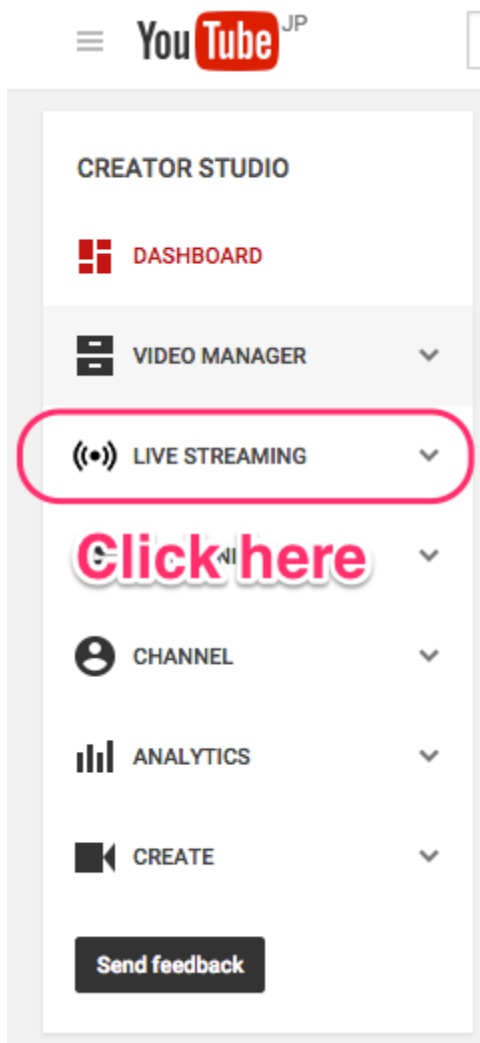 YouTube JP
CREATOR STUDIO
DASHBOARD
VIDEO MANAGER
LIVE STREAMING
Click here
CHANNEL
ANALYTICS
CREATE
Send feedback